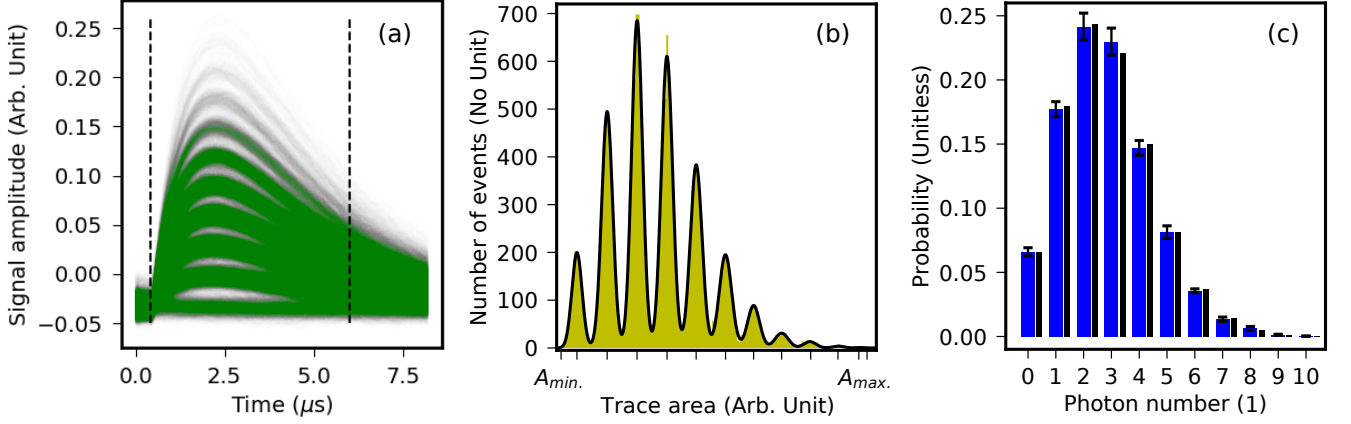 (a)
Signal amplitude (Arb. Unit)
0.25
0.20
0.15
0.10
0.05
0.00
−0.05
0.0 2.5 5.0 7.5
Time (μs)
(b)
Number of events (No Unit)
700
600
500
400
300
200
100
0
Amin. Amax.
Trace area (Arb. Unit)
(c)
Probability (Unitless)
0.25
0.20
0.15
0.10
0.05
0.00
0 1 2 3 4 5 6 7 8 9 10
Photon number (1)